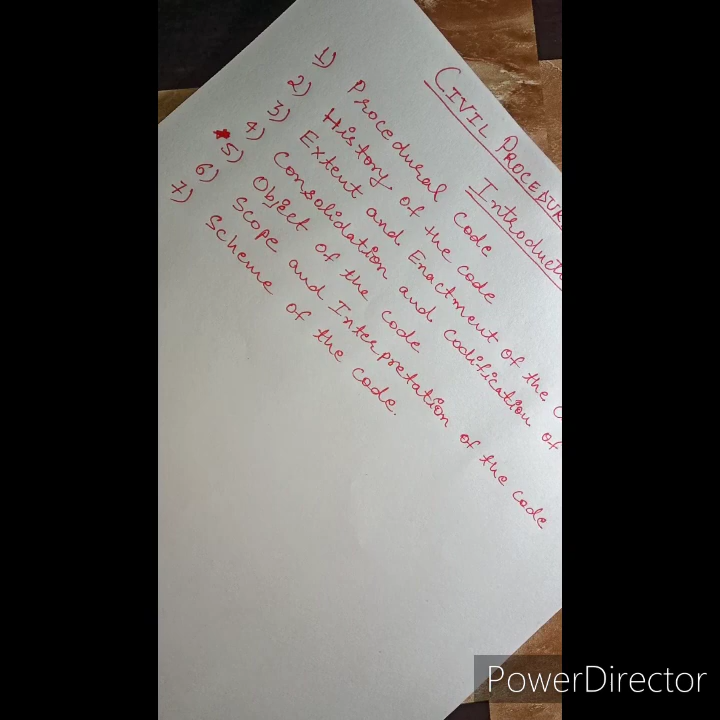 CIVIL PROCEDUR
Introducti
1) Procedural code
2) History of the code
3) Extent and Enactment of the C
4) Consolidation and codification of
5) Object of the code
6) Scope and Interpretation of the code
7) Scheme of the code.
PowerDirector